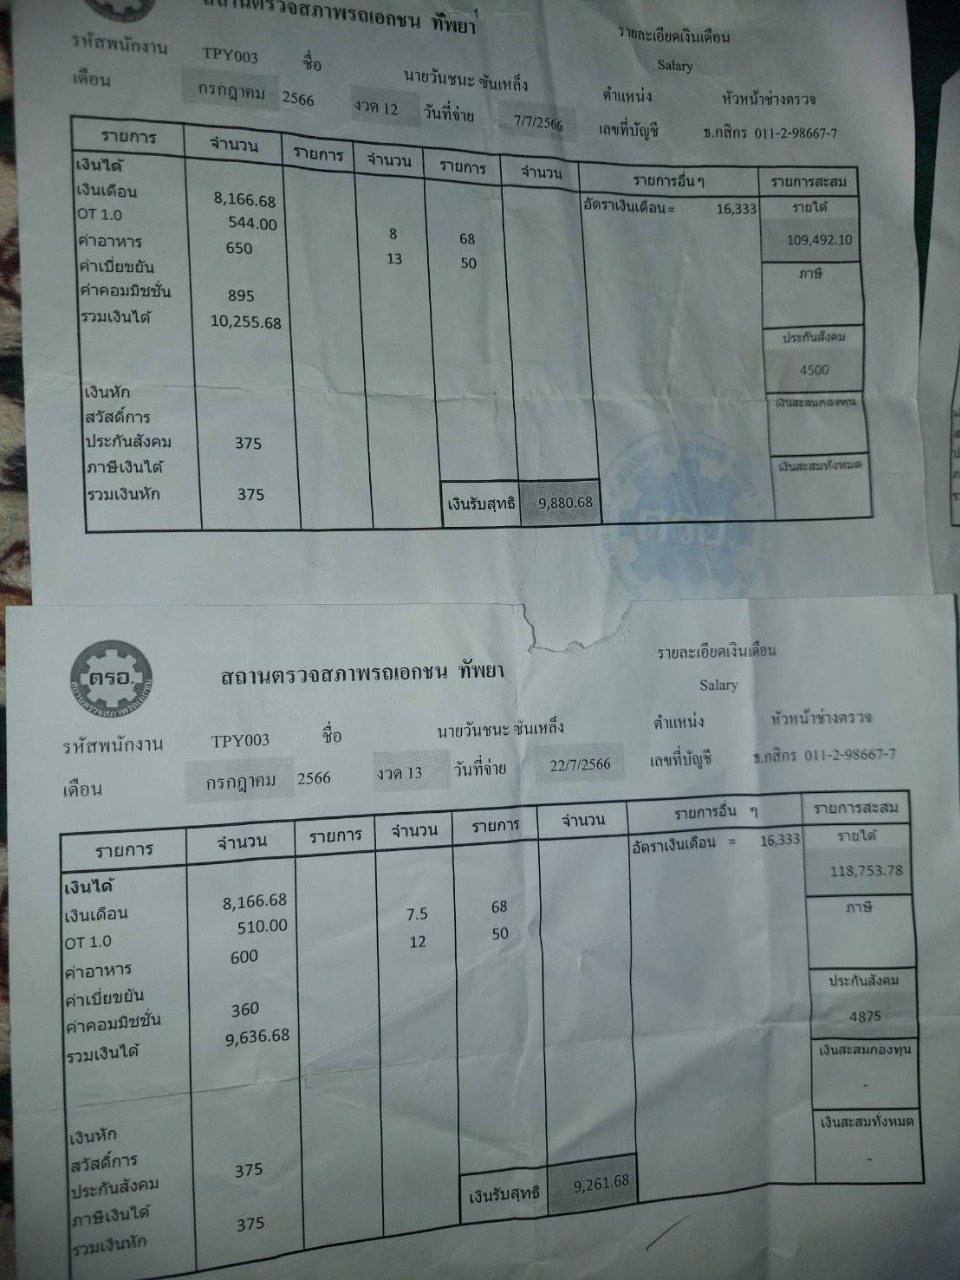 สถานตรวจสภาพรถเอกชน ทัพยา
รายละเอียดเงินเดือน
Salary
รหัสพนักงาน TPY003 ชื่อ นายวันชนะ ซันเหล็ง ตำแหน่ง หัวหน้าช่างตรวจ
เดือน กรกฎาคม 2566 งวด 12 วันที่จ่าย 7/7/2566 เลขที่บัญชี ธ.กสิกร 011-2-98667-7
รายการ จำนวน รายการ จำนวน รายการ จำนวน รายการอื่น ๆ รายการสะสม
เงินได้ อัตราเงินเดือน = 16,333 รายได้
เงินเดือน 8,166.68 109,492.10
OT 1.0 544.00 8 68
ค่าอาหาร 650 13 50
ค่าเบี้ยขยัน ภาษี
ค่าคอมมิชชั่น 895
รวมเงินได้ 10,255.68
ประกันสังคม
4500
เงินหัก เงินสะสมกองทุน
สวัสดิ์การ
ประกันสังคม 375
ภาษีเงินได้ เงินสะสมทั้งหมด
รวมเงินหัก 375 เงินรับสุทธิ 9,880.68
ตรอ.
ตรอ.
สถานตรวจสภาพรถเอกชน ทัพยา
รายละเอียดเงินเดือน
Salary
รหัสพนักงาน TPY003 ชื่อ นายวันชนะ ซันเหล็ง ตำแหน่ง หัวหน้าช่างตรวจ
เดือน กรกฎาคม 2566 งวด 13 วันที่จ่าย 22/7/2566 เลขที่บัญชี ธ.กสิกร 011-2-98667-7
รายการ จำนวน รายการ จำนวน รายการ จำนวน รายการอื่น ๆ รายการสะสม
เงินได้ อัตราเงินเดือน = 16,333 รายได้
เงินเดือน 8,166.68 118,753.78
OT 1.0 510.00 7.5 68
ค่าอาหาร 600 12 50
ภาษี
ค่าเบี่ยขยัน
ค่าคอมมิชชั่น 360
รวมเงินได้ 9,636.68
ประกันสังคม
4875
เงินสะสมกองทุน
-
เงินหัก เงินสะสมทั้งหมด
สวัสดิ์การ -
ประกันสังคม 375
ภาษีเงินได้
รวมเงินหัก 375 เงินรับสุทธิ 9,261.68